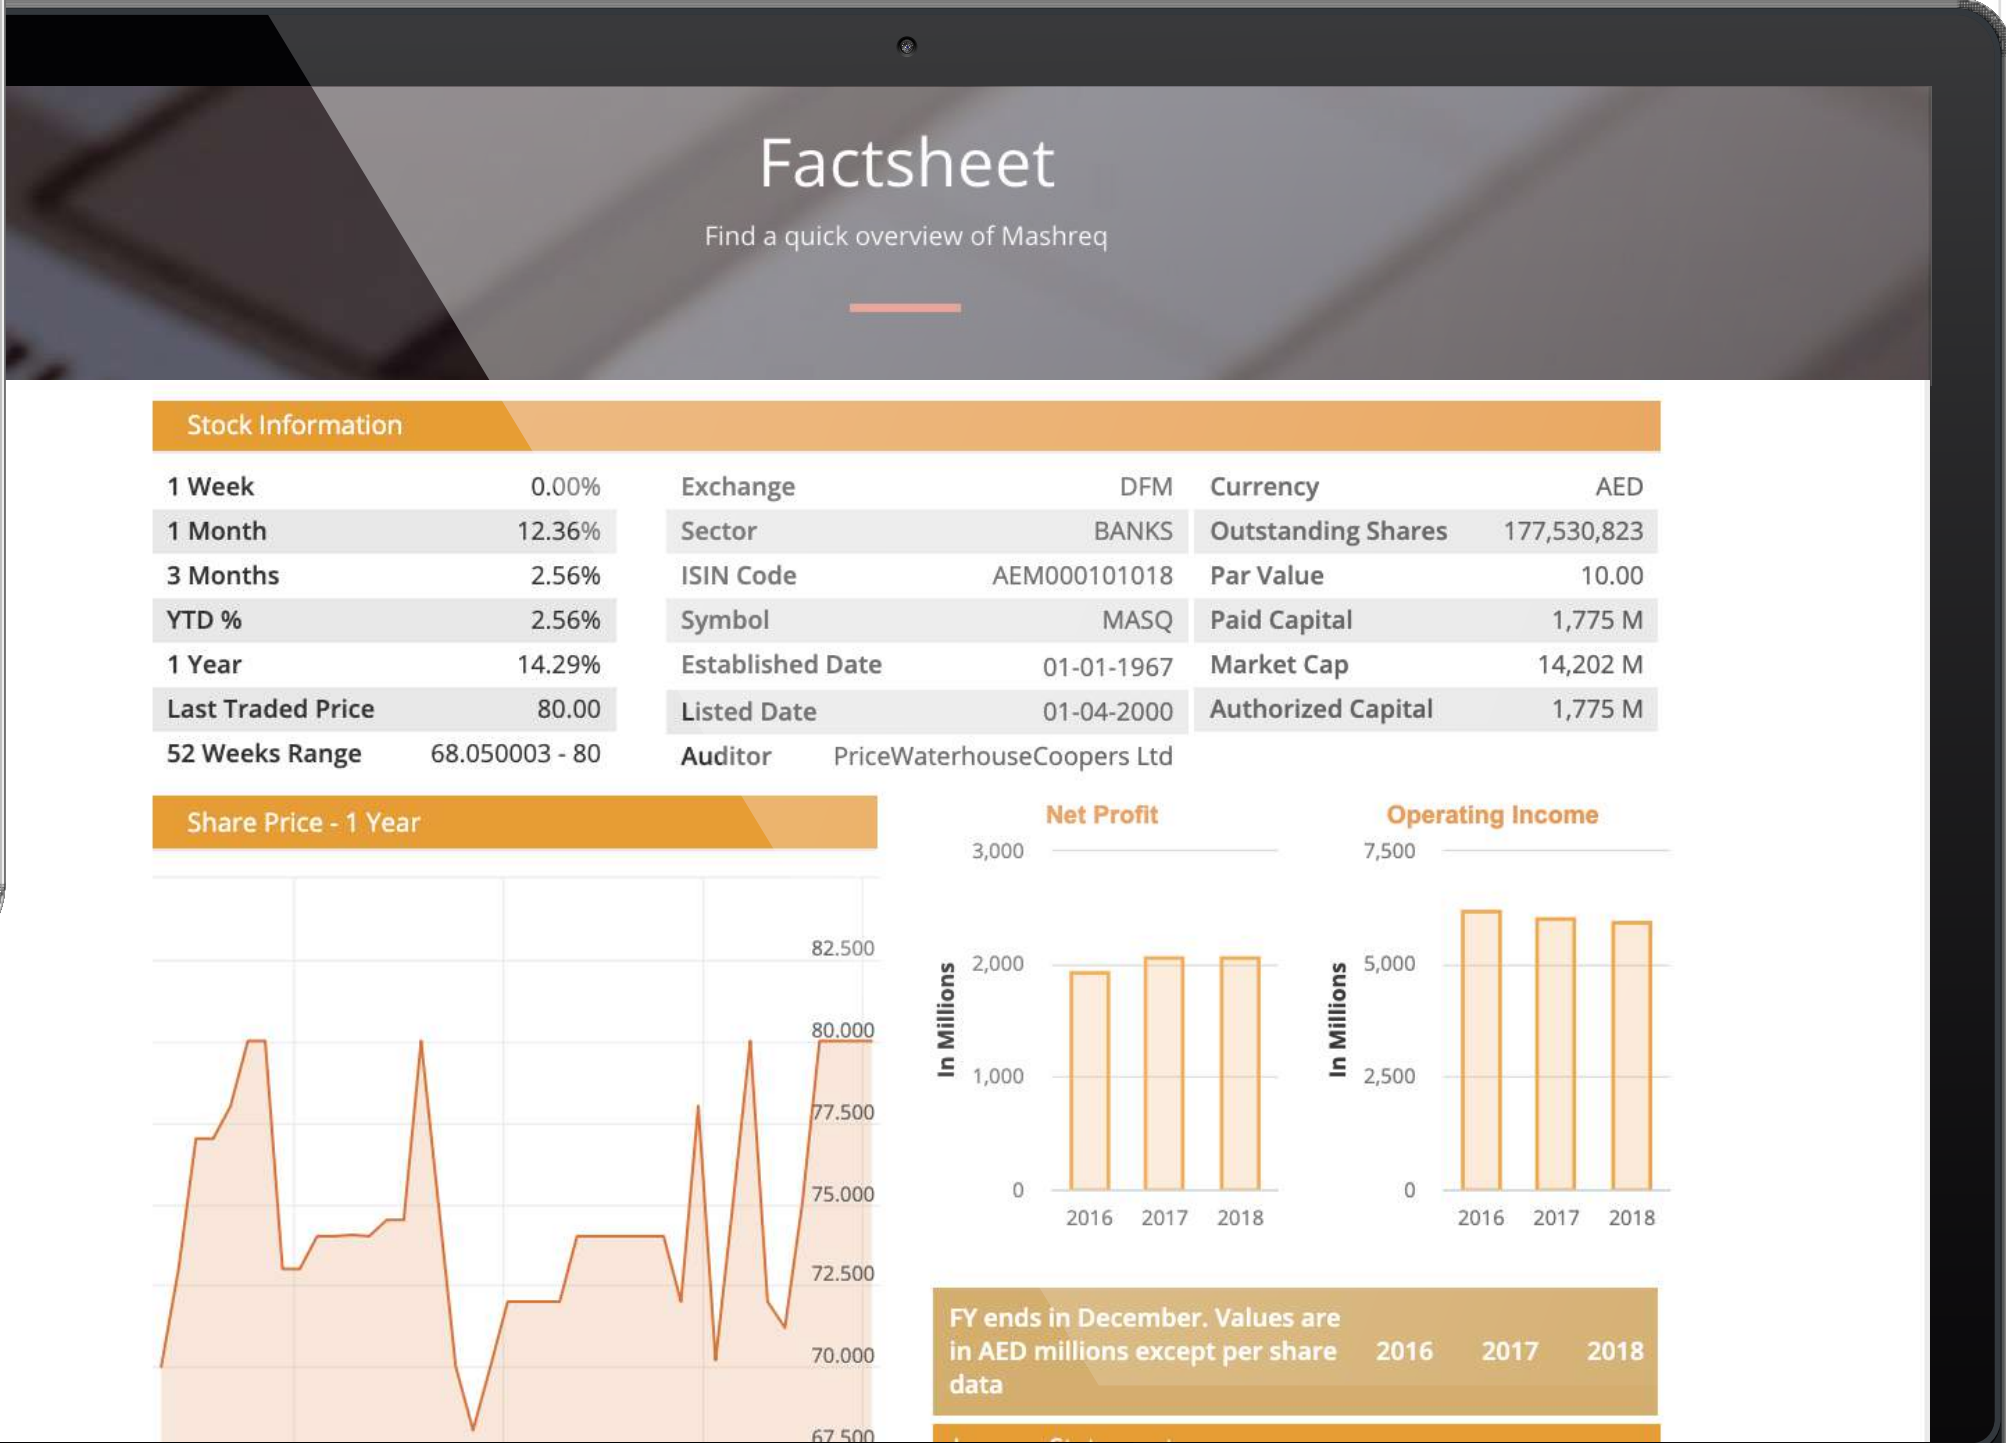 Factsheet
Find a quick overview of Mashreq
Stock Information
1 Week 0.00%
1 Month 12.36%
3 Months 2.56%
YTD % 2.56%
1 Year 14.29%
Last Traded Price 80.00
52 Weeks Range 68.050003 - 80
Exchange DFM
Sector BANKS
ISIN Code AEM000101018
Symbol MASQ
Established Date 01-01-1967
Listed Date 01-04-2000
Auditor PriceWaterhouseCoopers Ltd
Currency AED
Outstanding Shares 177,530,823
Par Value 10.00
Paid Capital 1,775 M
Market Cap 14,202 M
Authorized Capital 1,775 M
Share Price - 1 Year
82.500
80.000
77.500
75.000
72.500
70.000
67.500
Net Profit
3,000
2,000
1,000
0
In Millions
2016 2017 2018
Operating Income
7,500
5,000
2,500
0
In Millions
2016 2017 2018
FY ends in December. Values are
in AED millions except per share 2016 2017 2018
data